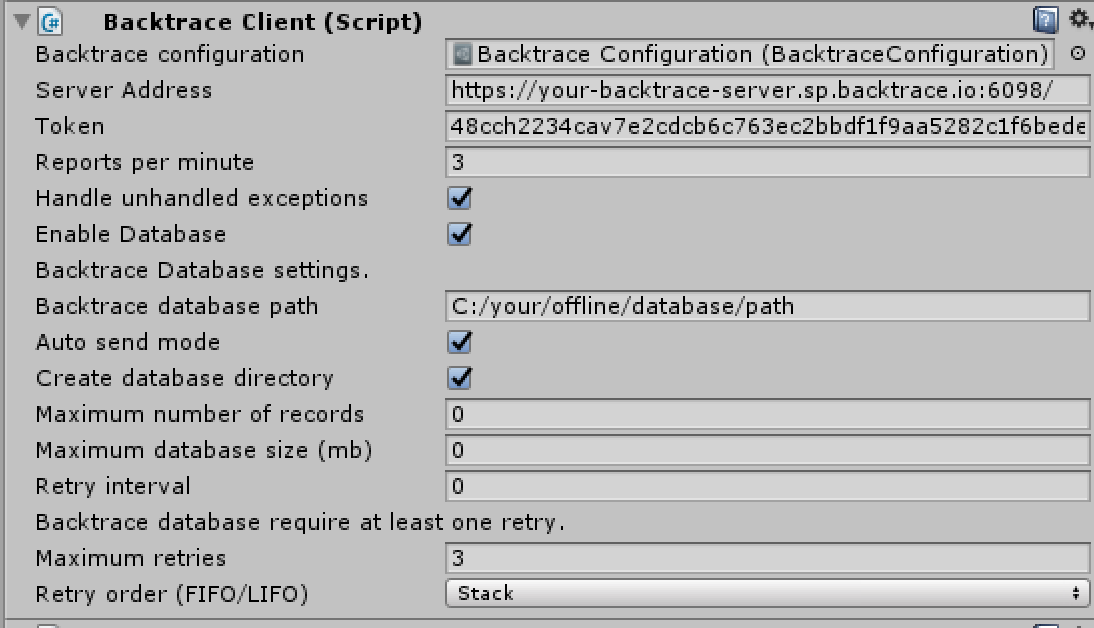 Backtrace Client (Script)
Backtrace configuration Backtrace Configuration (BacktraceConfiguration)
Server Address https://your-backtrace-server.sp.backtrace.io:6098/
Token 48cch2234cav7e2cdcb6c763ec2bbdf1f9aa5282c1f6bede
Reports per minute 3
Handle unhandled exceptions
Enable Database
Backtrace Database settings.
Backtrace database path C:/your/offline/database/path
Auto send mode
Create database directory
Maximum number of records 0
Maximum database size (mb) 0
Retry interval 0
Backtrace database require at least one retry.
Maximum retries 3
Retry order (FIFO/LIFO) Stack